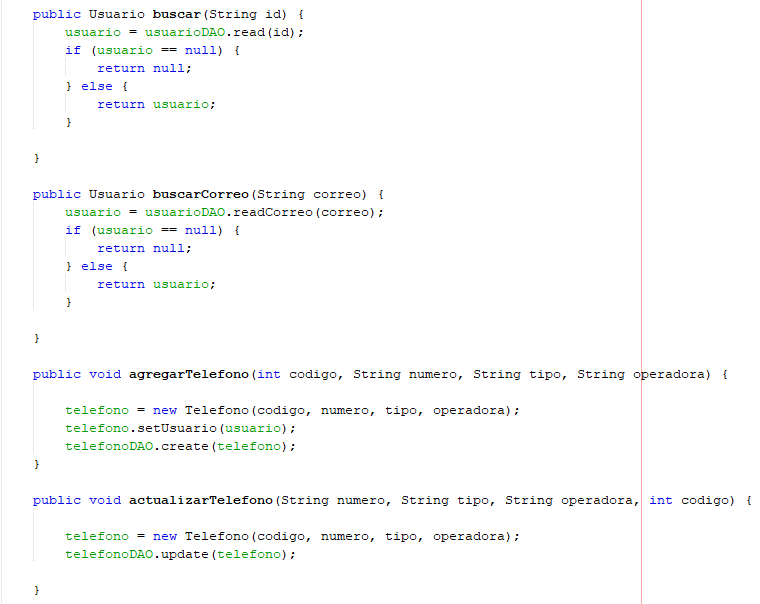 public Usuario buscar(String id) {
    usuario = usuarioDAO.read(id);
    if (usuario == null) {
        return null;
    } else {
        return usuario;
    }

}

public Usuario buscarCorreo(String correo) {
    usuario = usuarioDAO.readCorreo(correo);
    if (usuario == null) {
        return null;
    } else {
        return usuario;
    }

}

public void agregarTelefono(int codigo, String numero, String tipo, String operadora) {

    telefono = new Telefono(codigo, numero, tipo, operadora);
    telefono.setUsuario(usuario);
    telefonoDAO.create(telefono);
}

public void actualizarTelefono(String numero, String tipo, String operadora, int codigo) {

    telefono = new Telefono(codigo, numero, tipo, operadora);
    telefonoDAO.update(telefono);

}